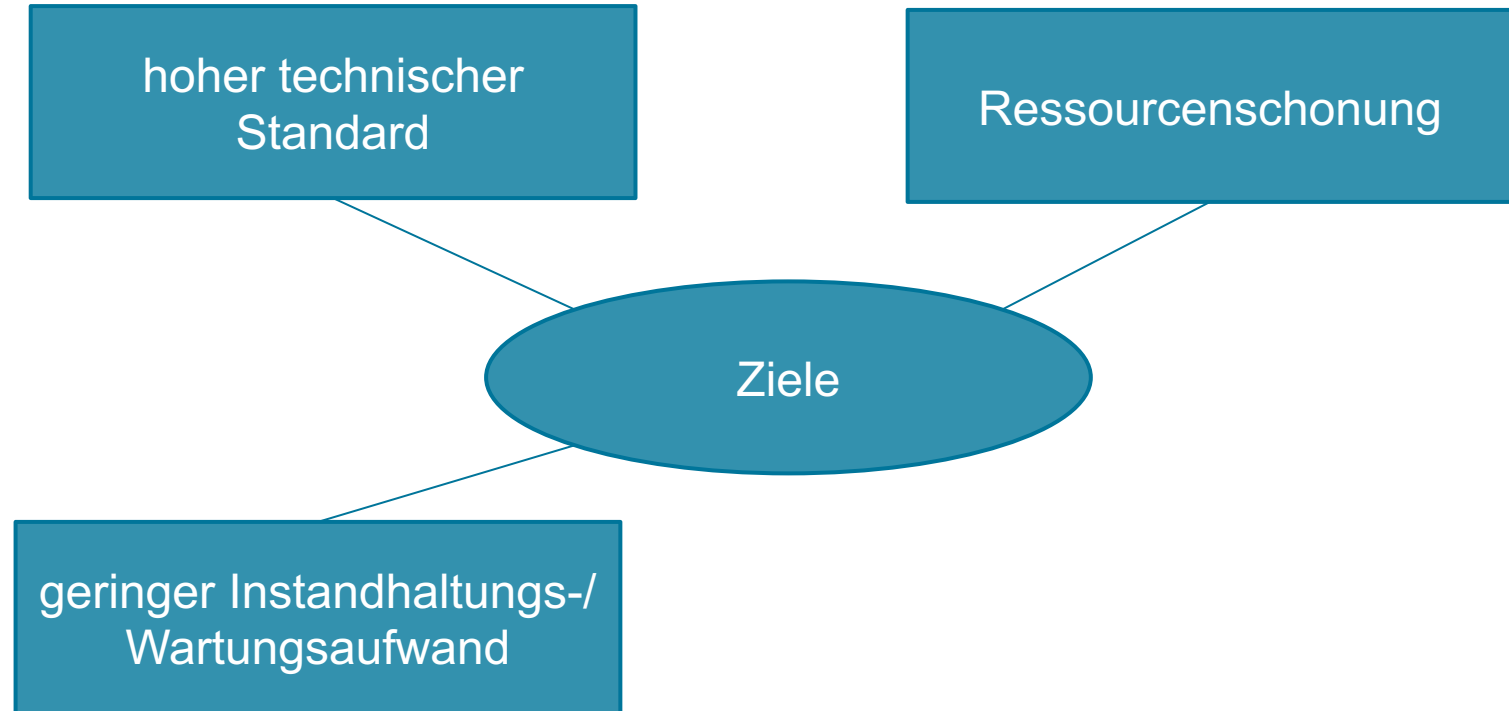 hoher technischer
Standard
Ressourcenschonung
Ziele
geringer Instandhaltungs-/
Wartungsaufwand